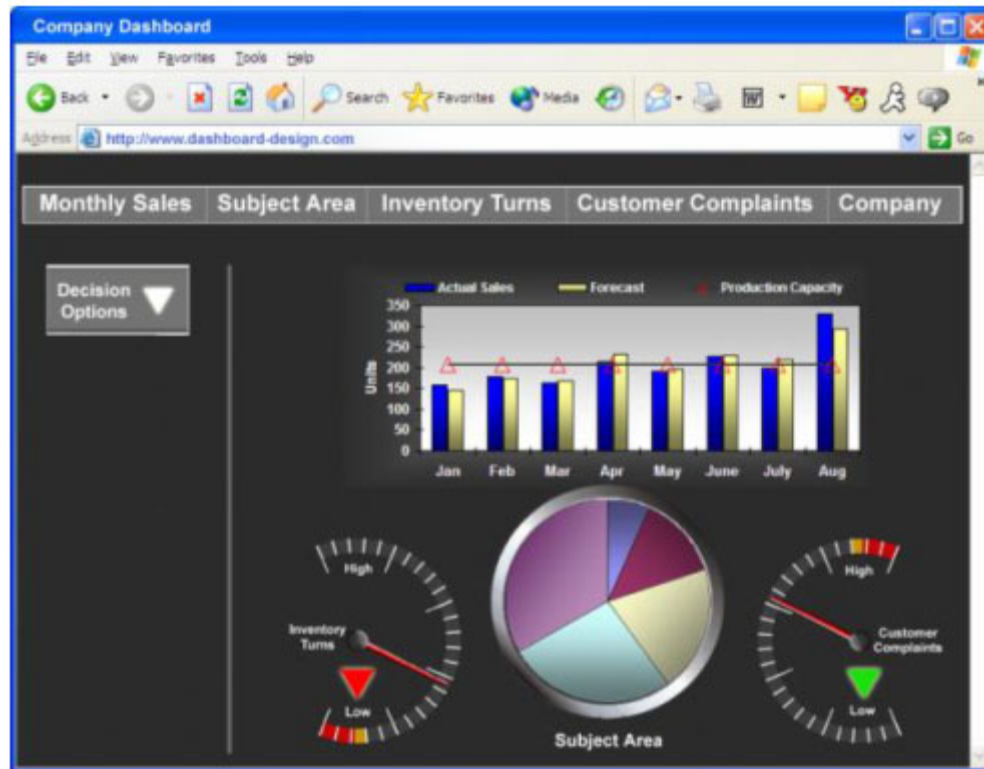 Company Dashboard
File Edit View Favorites Tools Help
Back Search Favorites Media
Address http://www.dashboard-design.com Go
Monthly Sales Subject Area Inventory Turns Customer Complaints Company
Decision
Options
Actual Sales Forecast Production Capacity
350
300
250
200
150
100
50
0
Units
Jan Feb Mar Apr May June July Aug
High
Inventory
Turns
Low
Subject Area
High
Customer
Complaints
Low